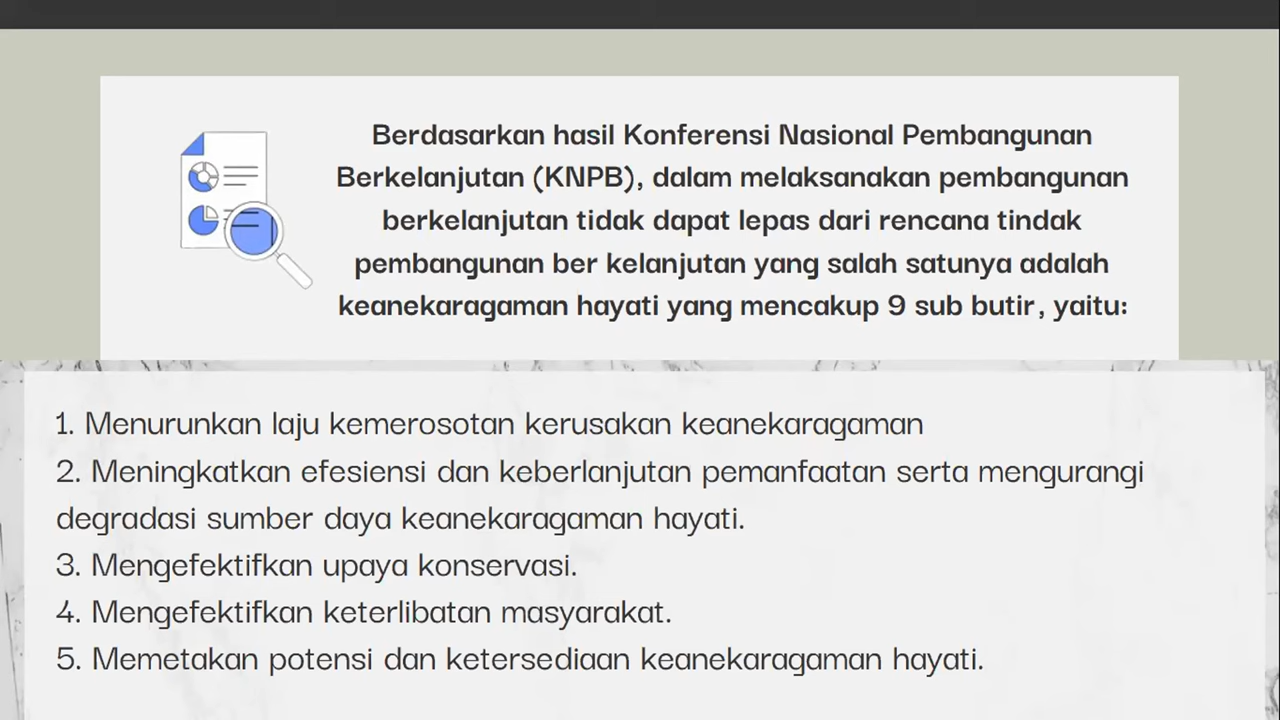 Berdasarkan hasil Konferensi Nasional Pembangunan
Berkelanjutan (KNPB), dalam melaksanakan pembangunan
berkelanjutan tidak dapat lepas dari rencana tindak
pembangunan ber kelanjutan yang salah satunya adalah
keanekaragaman hayati yang mencakup 9 sub butir, yaitu:
1. Menurunkan laju kemerosotan kerusakan keanekaragaman
2. Meningkatkan efesiensi dan keberlanjutan pemanfaatan serta mengurangi
degradasi sumber daya keanekaragaman hayati.
3. Mengefektifkan upaya konservasi.
4. Mengefektifkan keterlibatan masyarakat.
5. Memetakan potensi dan ketersediaan keanekaragaman hayati.